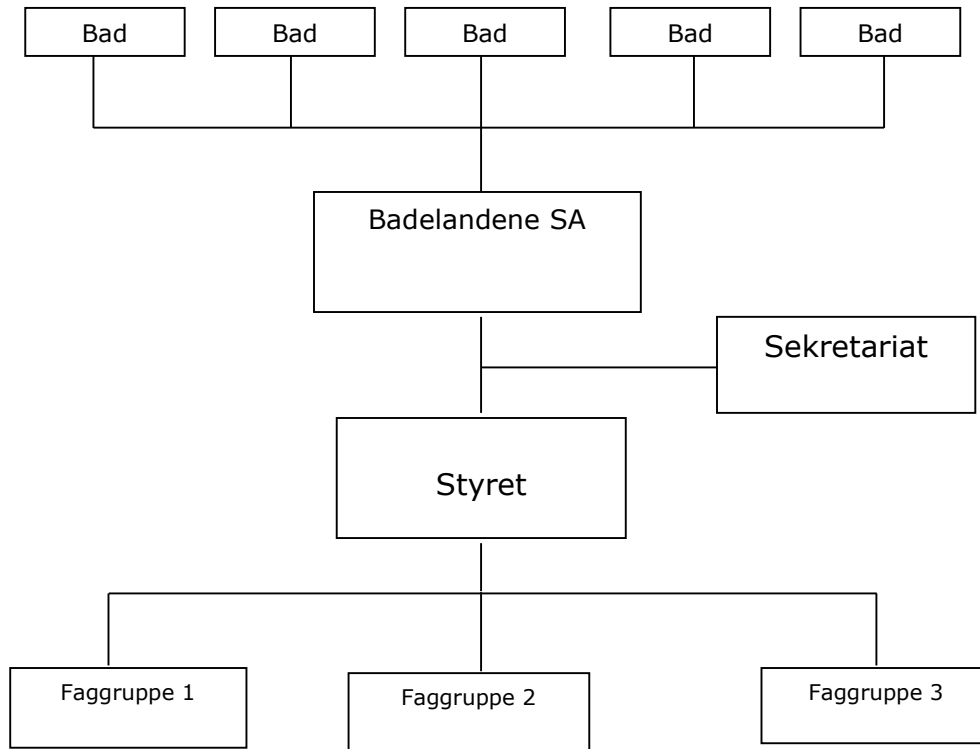 Bad
Bad
Bad
Bad
Bad
Badelandene SA
Sekretariat
Styret
Faggruppe 1
Faggruppe 2
Faggruppe 3